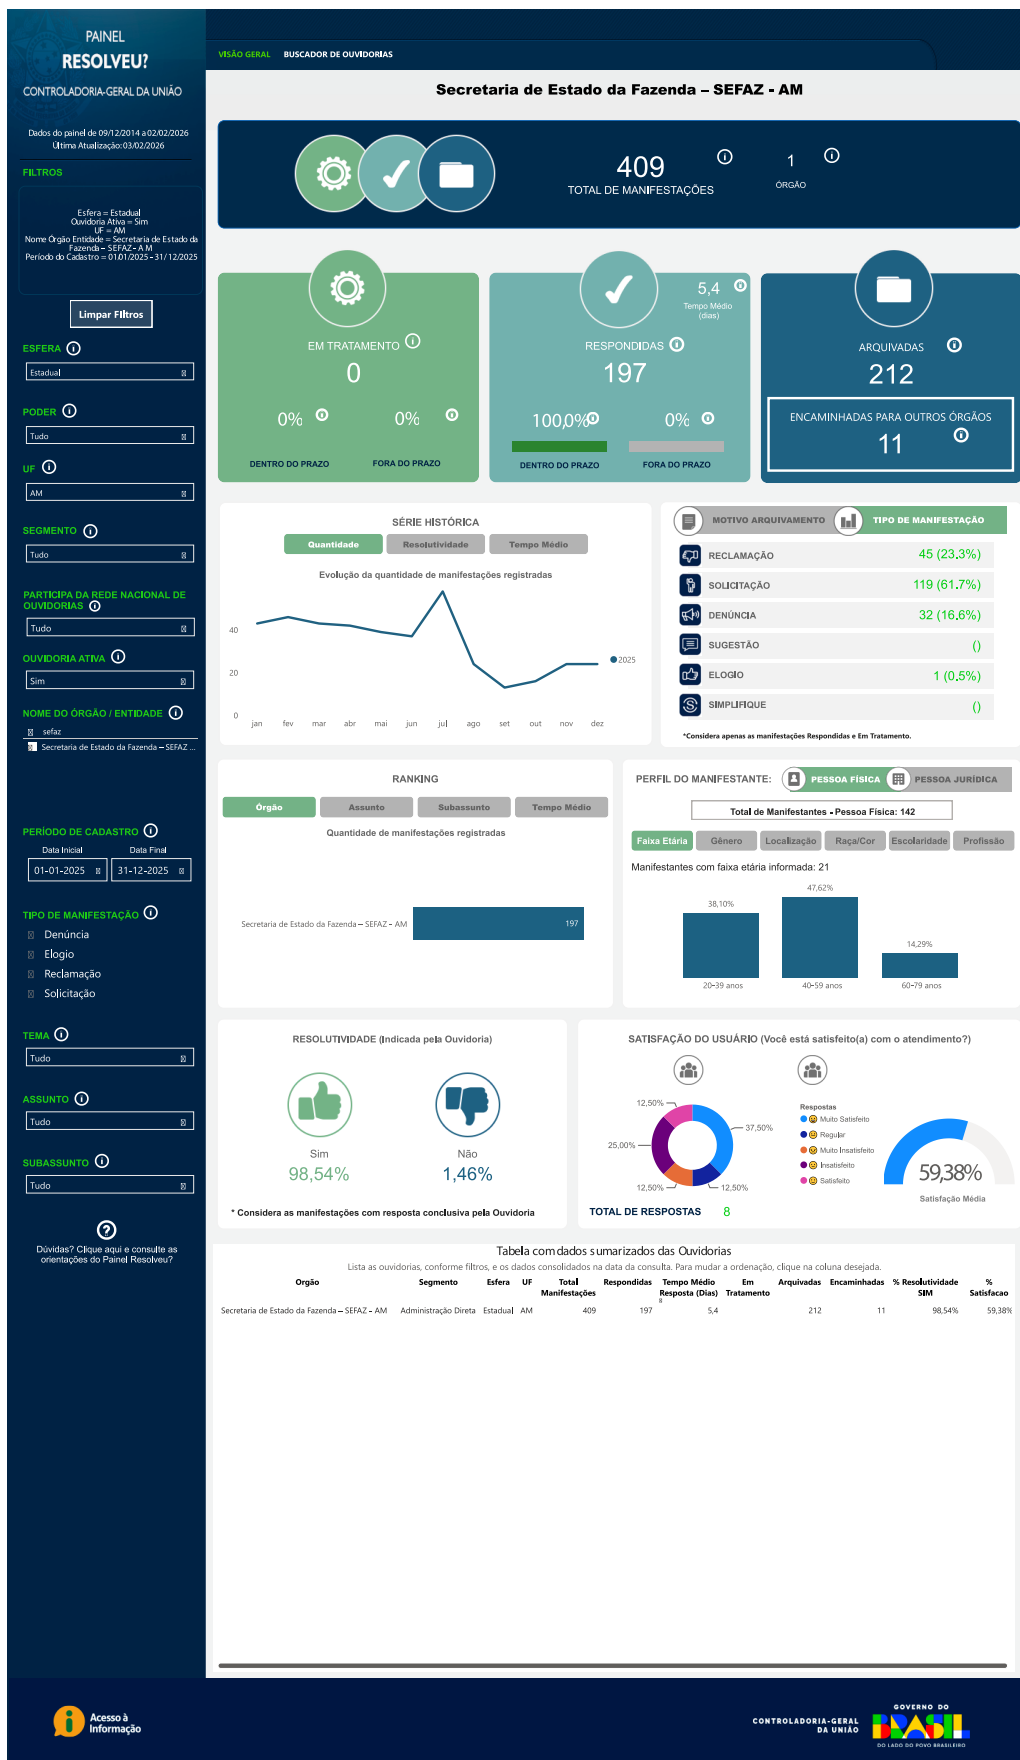 PAINEL
RESOLVEU?
CONTROLADORIA-GERAL DA UNIÃO
Dados do painel de 09/12/2014 a 02/02/2026
Última Atualização: 03/02/2026
FILTROS
Esfera = Estadual
Ouvidoria Ativa = Sim
UF = AM
Nome Órgão Entidade = Secretaria de Estado da
Fazenda – SEFAZ - AM
Período do Cadastro = 01/01/2025 - 31/12/2025
Limpar Filtros
ESFERA
Estadual
PODER
Tudo
UF
AM
SEGMENTO
Tudo
PARTICIPA DA REDE NACIONAL DE
OUVIDORIAS
Tudo
OUVIDORIA ATIVA
Sim
NOME DO ÓRGÃO / ENTIDADE
sefaz
Secretaria de Estado da Fazenda – SEFAZ ...
PERÍODO DE CADASTRO
Data Inicial Data Final
01-01-2025 31-12-2025
TIPO DE MANIFESTAÇÃO
Denúncia
Elogio
Reclamação
Solicitação
TEMA
Tudo
ASSUNTO
Tudo
SUBASSUNTO
Tudo
Dúvidas? Clique aqui e consulte as
orientações do Painel Resolveu?
VISÃO GERAL BUSCADOR DE OUVIDORIAS
Secretaria de Estado da Fazenda – SEFAZ - AM
409
TOTAL DE MANIFESTAÇÕES
1
ÓRGÃO
EM TRATAMENTO
0
0% 0%
DENTRO DO PRAZO FORA DO PRAZO
5,4
Tempo Médio
(dias)
RESPONDIDAS
197
100,0% 0%
DENTRO DO PRAZO FORA DO PRAZO
ARQUIVADAS
212
ENCAMINHADAS PARA OUTROS ÓRGÃOS
11
SÉRIE HISTÓRICA
Quantidade Resolutividade Tempo Médio
Evolução da quantidade de manifestações registradas
40
20
0
jan fev mar abr mai jun jul ago set out nov dez
2025
MOTIVO ARQUIVAMENTO TIPO DE MANIFESTAÇÃO
RECLAMAÇÃO 45 (23,3%)
SOLICITAÇÃO 119 (61,7%)
DENÚNCIA 32 (16,6%)
SUGESTÃO ()
ELOGIO 1 (0,5%)
SIMPLIFIQUE ()
*Considera apenas as manifestações Respondidas e Em Tratamento.
RANKING
Órgão Assunto Subassunto Tempo Médio
Quantidade de manifestações registradas
Secretaria de Estado da Fazenda – SEFAZ - AM 197
PERFIL DO MANIFESTANTE: PESSOA FÍSICA PESSOA JURÍDICA
Total de Manifestantes - Pessoa Física: 142
Faixa Etária Gênero Localização Raça/Cor Escolaridade Profissão
Manifestantes com faixa etária informada: 21
38,10% 47,62% 14,29%
20-39 anos 40-59 anos 60-79 anos
RESOLUTIVIDADE (Indicada pela Ouvidoria)
Sim Não
98,54% 1,46%
* Considera as manifestações com resposta conclusiva pela Ouvidoria
SATISFAÇÃO DO USUÁRIO (Você está satisfeito(a) com o atendimento?)
12,50%
37,50%
25,00%
12,50% 12,50%
TOTAL DE RESPOSTAS 8
Respostas
Muito Satisfeito
Regular
Muito Insatisfeito
Insatisfeito
Satisfeito
59,38%
Satisfação Média
Tabela com dados sumarizados das Ouvidorias
Lista as ouvidorias, conforme filtros, e os dados consolidados na data da consulta. Para mudar a ordenação, clique na coluna desejada.
Orgão Segmento Esfera UF Total Respondidas Tempo Médio Em Arquivadas Encaminhadas % Resolutividade %
Manifestações Resposta (Dias) Tratamento SIM Satisfacao
Secretaria de Estado da Fazenda – SEFAZ - AM Administração Direta Estadual AM 409 197 5,4 212 11 98,54% 59,38%
Acesso à
Informação
CONTROLADORIA-GERAL
DA UNIÃO
GOVERNO DO
BRASIL
DO LADO DO POVO BRASILEIRO